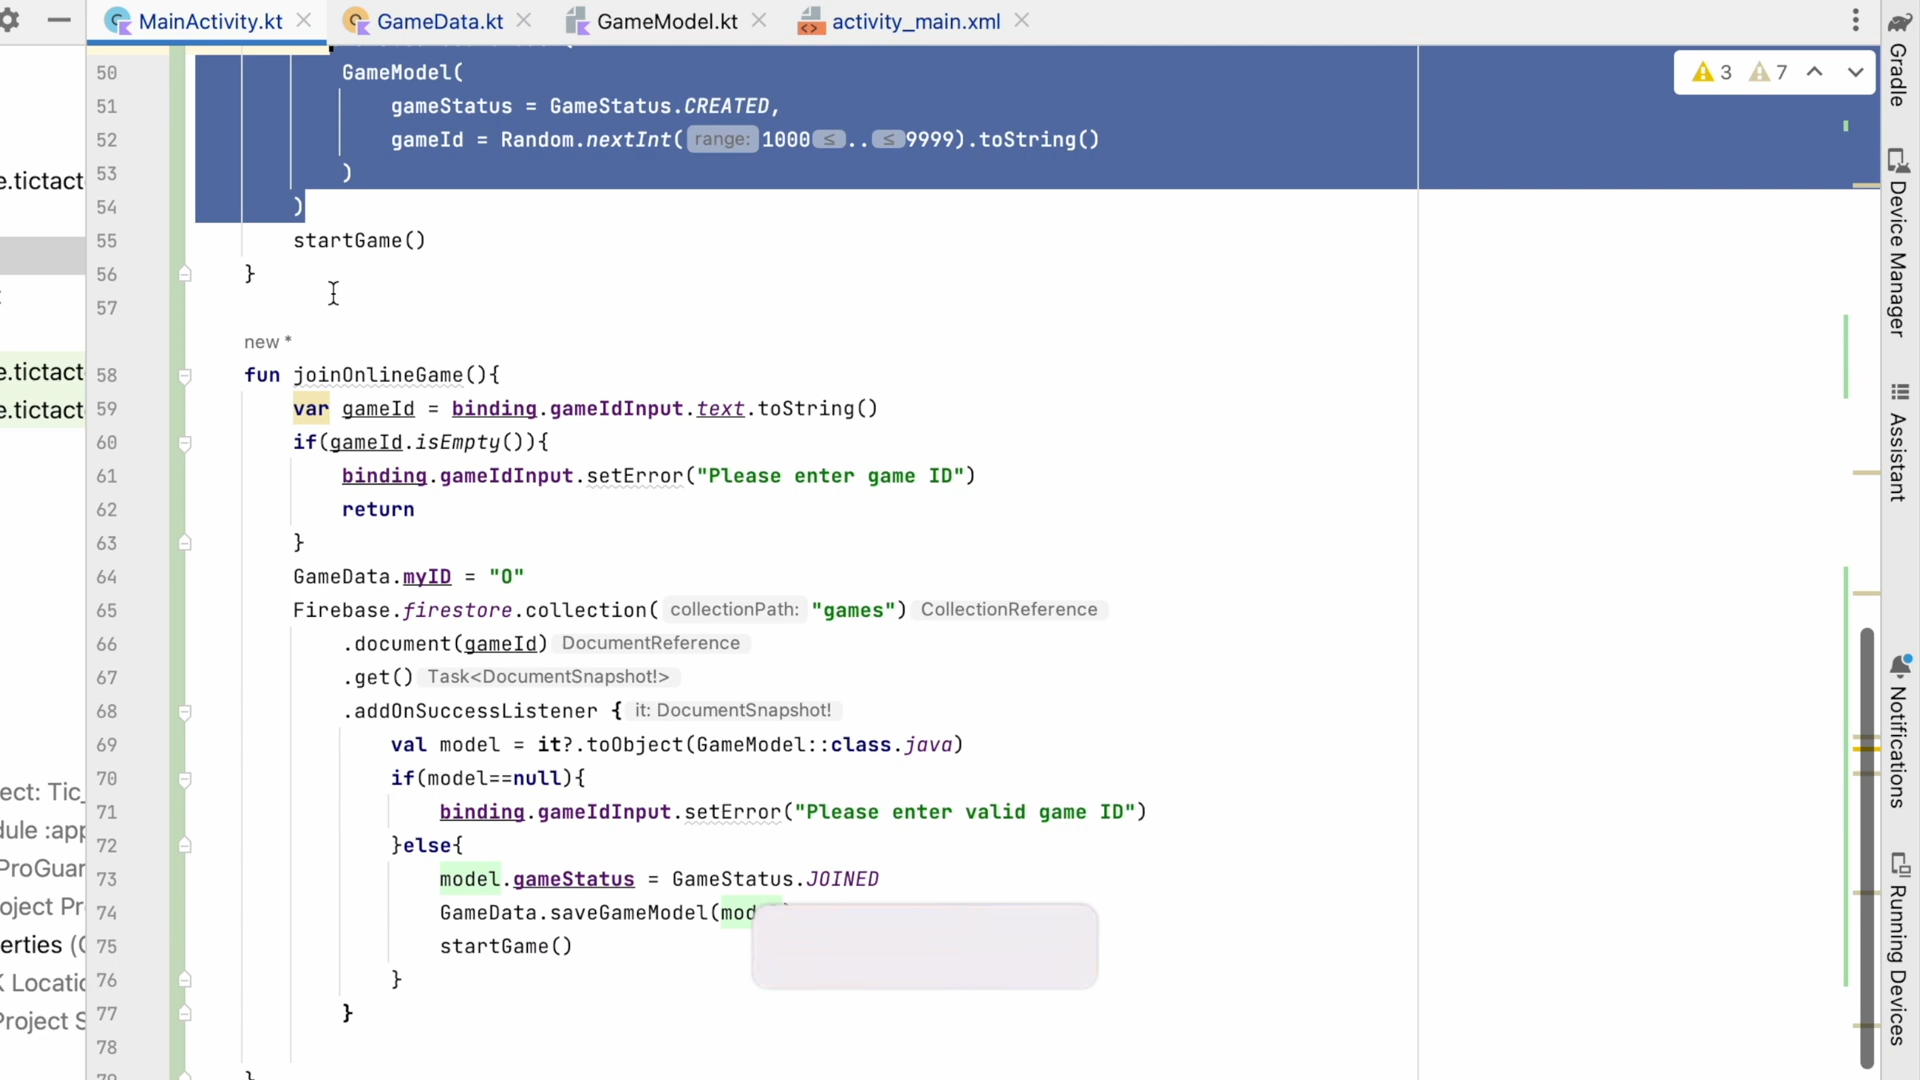 MainActivity.kt
GameData.kt
GameModel.kt
activity_main.xml
3
7
50 GameModel(
51 gameStatus = GameStatus.CREATED,
52 gameId = Random.nextInt( range: 1000 ≤ .. ≤ 9999).toString()
53 )
54 )
55 startGame()
56 }
57
new *
58 fun joinOnlineGame(){
59 var gameId = binding.gameIdInput.text.toString()
60 if(gameId.isEmpty()){
61 binding.gameIdInput.setError("Please enter game ID")
62 return
63 }
64 GameData.myID = "O"
65 Firebase.firestore.collection( collectionPath: "games") CollectionReference
66 .document(gameId) DocumentReference
67 .get() Task<DocumentSnapshot!>
68 .addOnSuccessListener { it: DocumentSnapshot!
69 val model = it?.toObject(GameModel::class.java)
70 if(model==null){
71 binding.gameIdInput.setError("Please enter valid game ID")
72 }else{
73 model.gameStatus = GameStatus.JOINED
74 GameData.saveGameModel(mod
75 startGame()
76 }
77 }
78
}
e.tictact
e.tictact
e.tictact
ect: Tic_
dule :app
ProGuar
oject Pr
erties (
K Locatio
Project S
Gradle
Device Manager
Assistant
Notifications
Running Devices